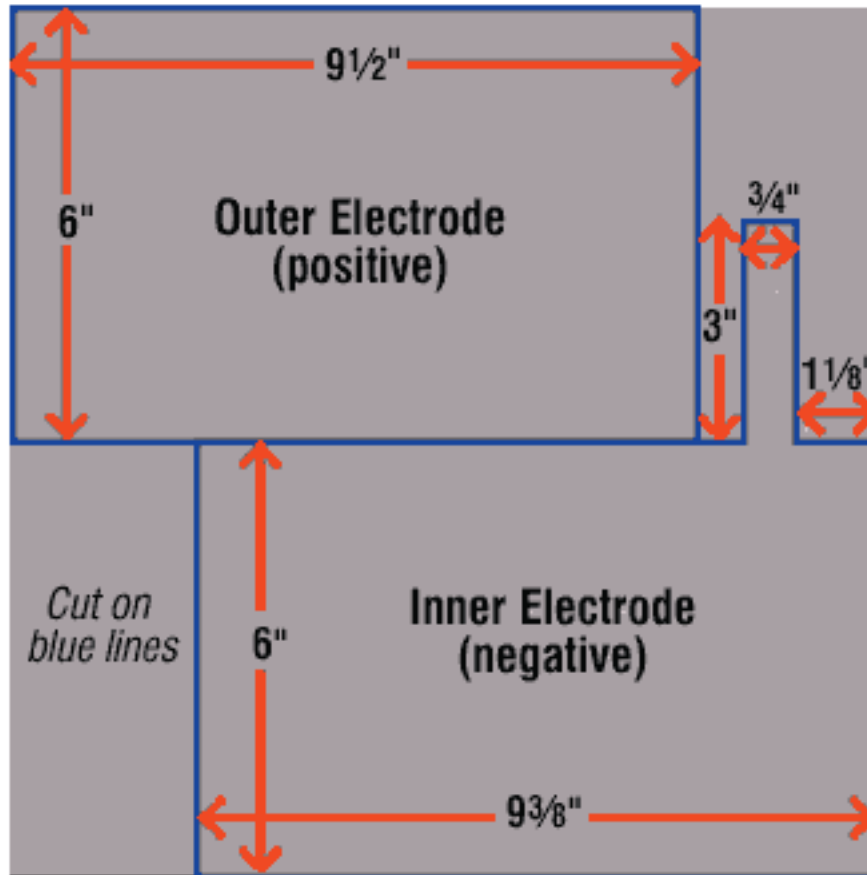 9½"
6"
Outer Electrode
(positive)
¾"
3"
1⅛"
Cut on
blue lines
6"
Inner Electrode
(negative)
9⅜"